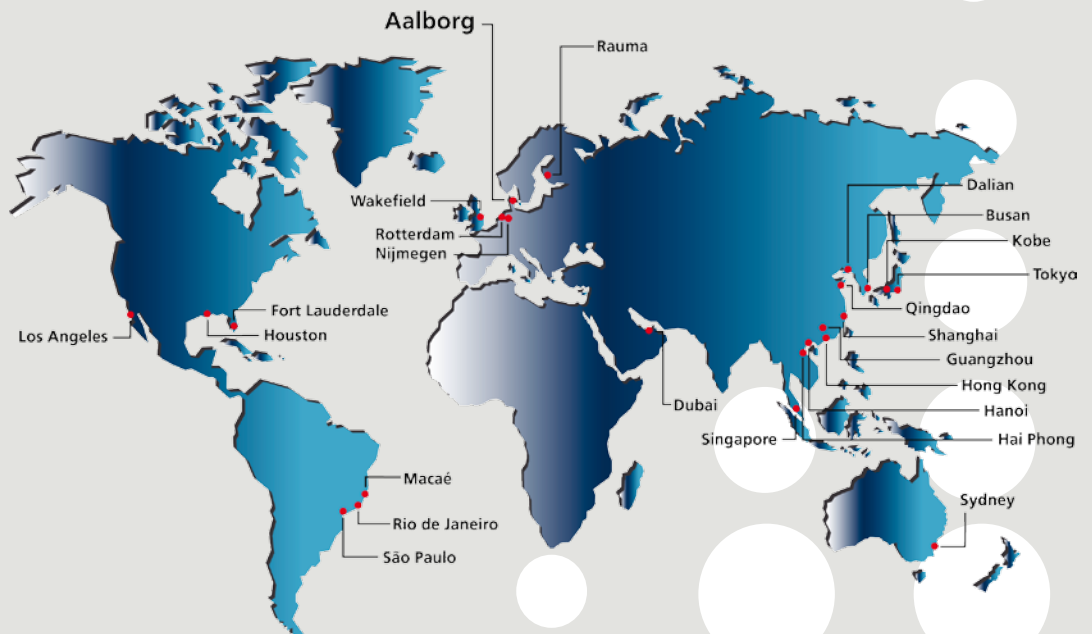 Aalborg
Rauma
Wakefield
Rotterdam
Nijmegen
Dalian
Busan
Kobe
Tokyo
Qingdao
Shanghai
Guangzhou
Hong Kong
Hanoi
Hai Phong
Singapore
Dubai
Fort Lauderdale
Houston
Los Angeles
Macaé
Rio de Janeiro
São Paulo
Sydney